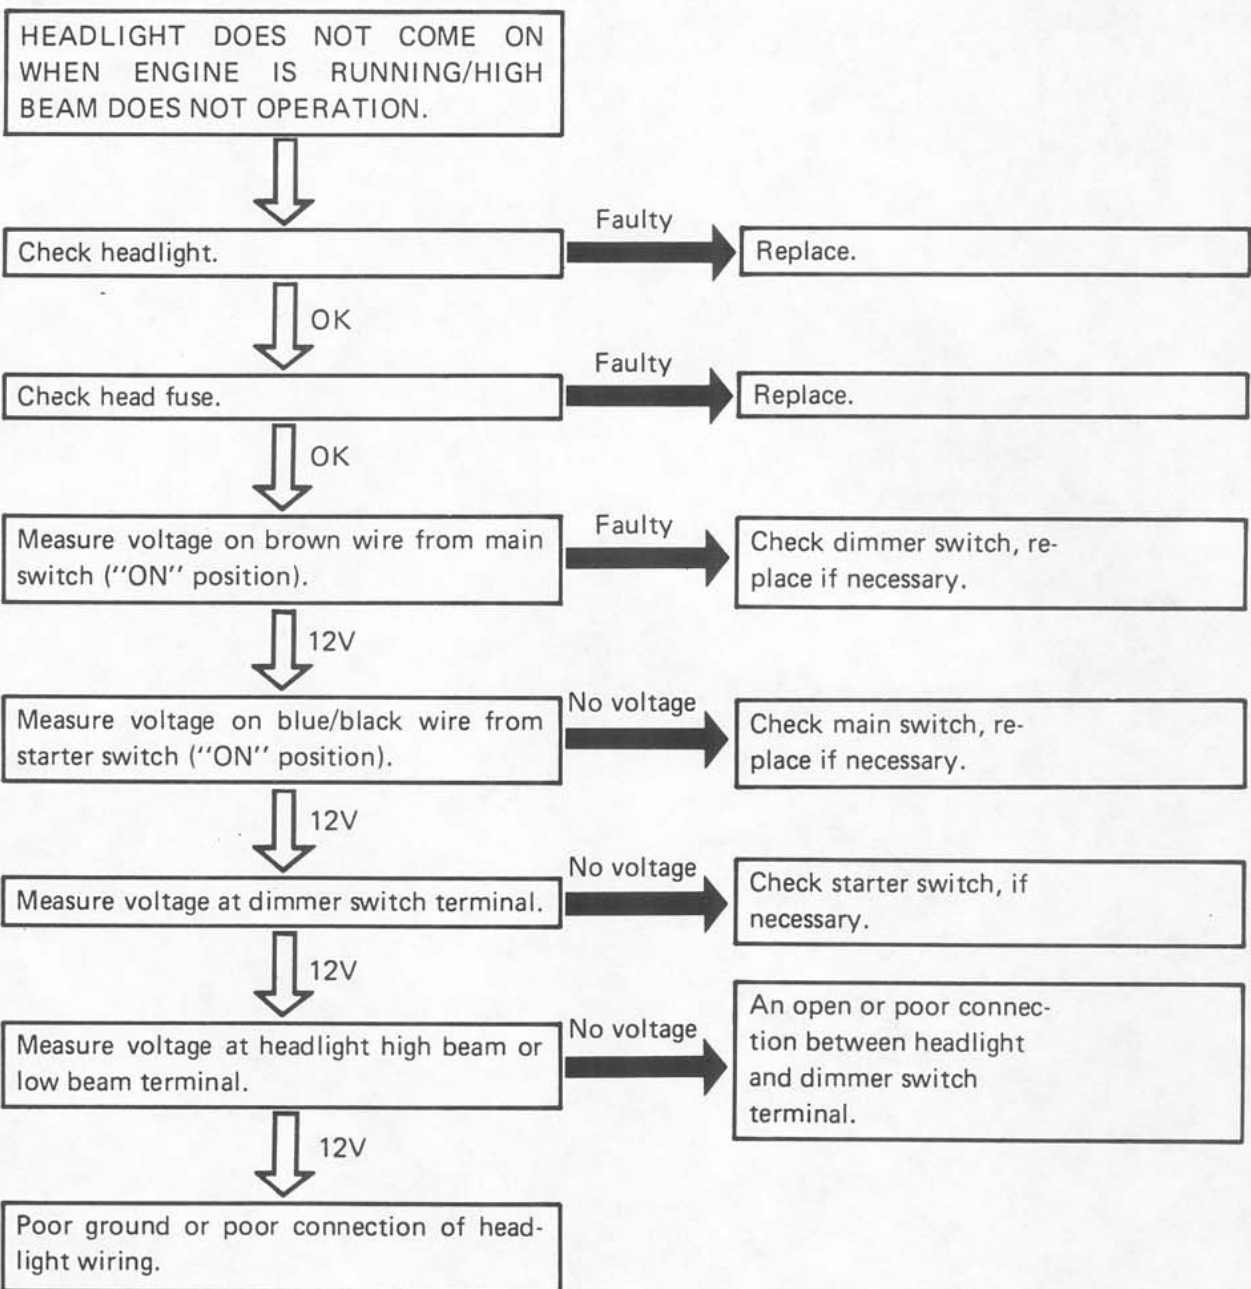 HEADLIGHT DOES NOT COME ON
WHEN ENGINE IS RUNNING/HIGH
BEAM DOES NOT OPERATION.
Check headlight.
Faulty
Replace.
OK
Check head fuse.
Faulty
Replace.
OK
Measure voltage on brown wire from main
switch ("ON" position).
Faulty
Check dimmer switch, re-
place if necessary.
12V
Measure voltage on blue/black wire from
starter switch ("ON" position).
No voltage
Check main switch, re-
place if necessary.
12V
Measure voltage at dimmer switch terminal.
No voltage
Check starter switch, if
necessary.
12V
Measure voltage at headlight high beam or
low beam terminal.
No voltage
An open or poor connec-
tion between headlight
and dimmer switch
terminal.
12V
Poor ground or poor connection of head-
light wiring.